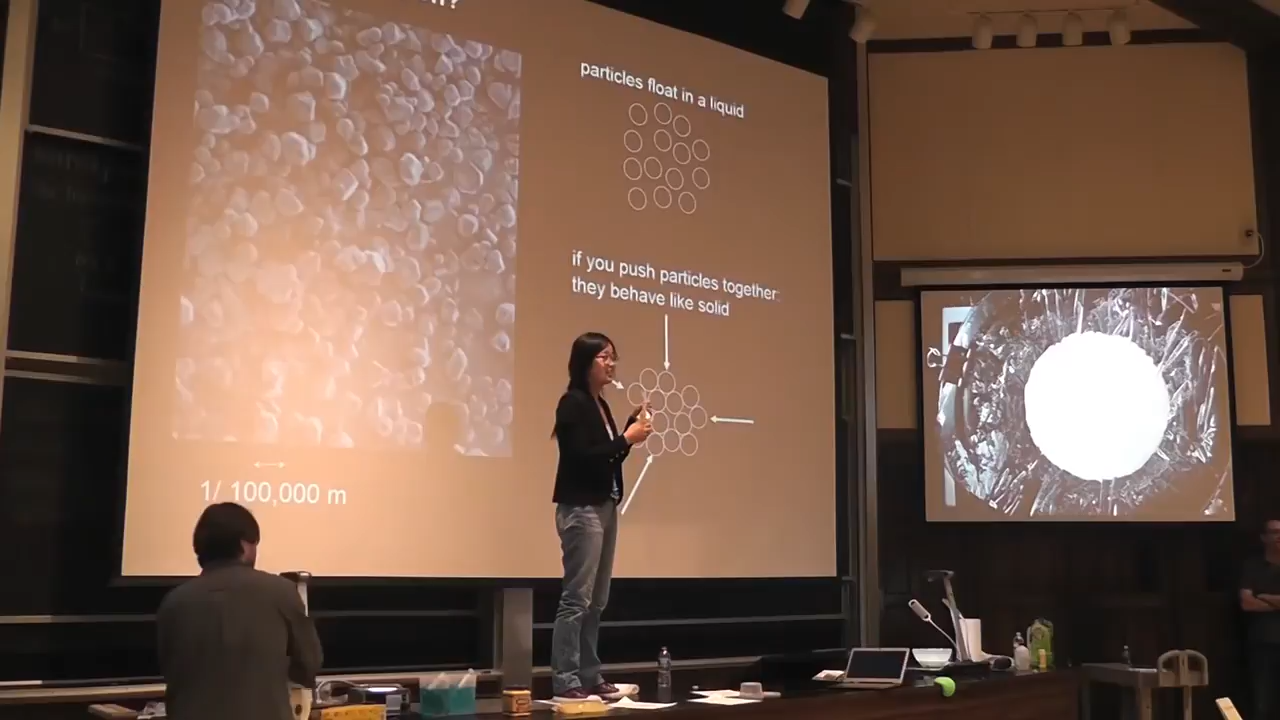 particles float in a liquid
if you push particles together:
they behave like solid
1/ 100,000 m